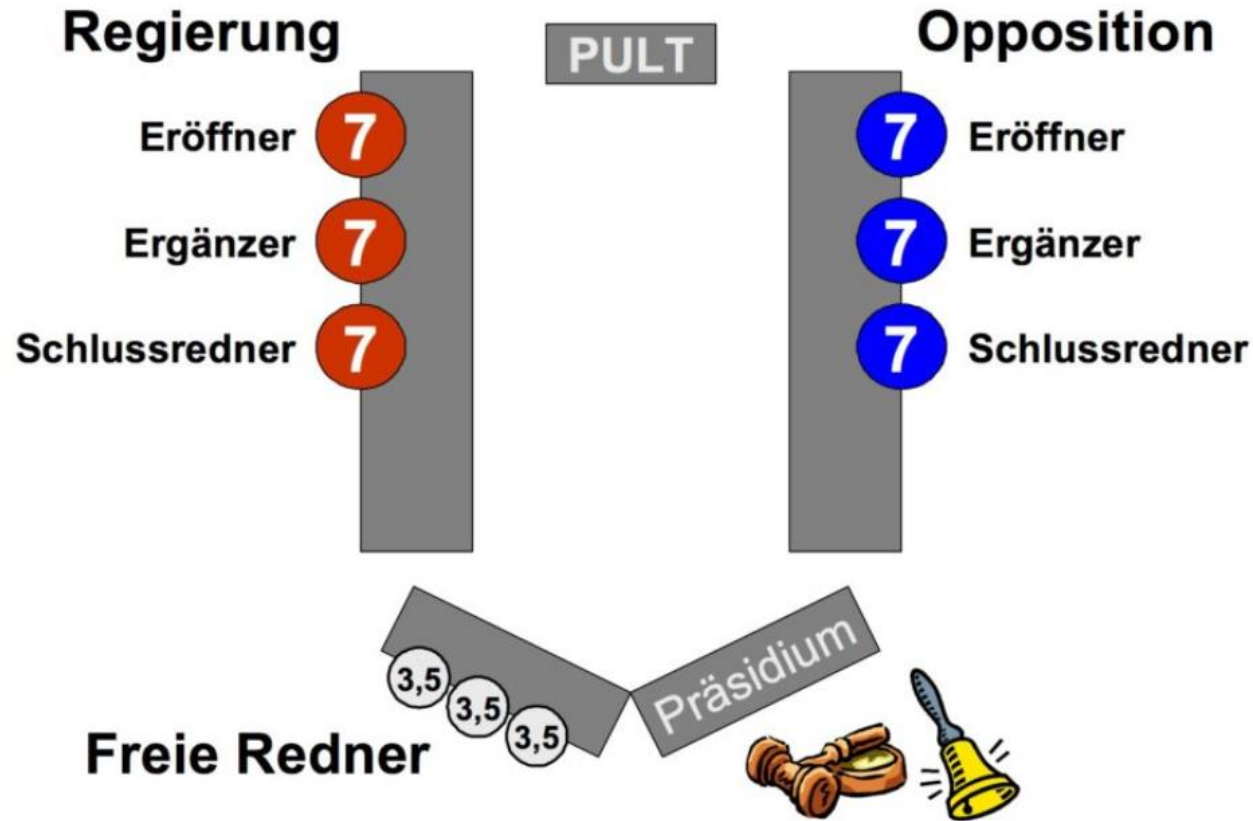 Regierung
PULT
Opposition
Eröffner 7
7 Eröffner
Ergänzer 7
7 Ergänzer
Schlussredner 7
7 Schlussredner
3,5
3,5
3,5
Präsidium
Freie Redner